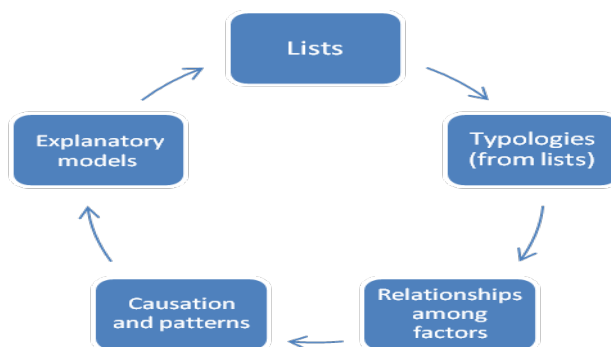 Lists
Typologies
(from lists)
Relationships
among
factors
Causation
and patterns
Explanatory
models